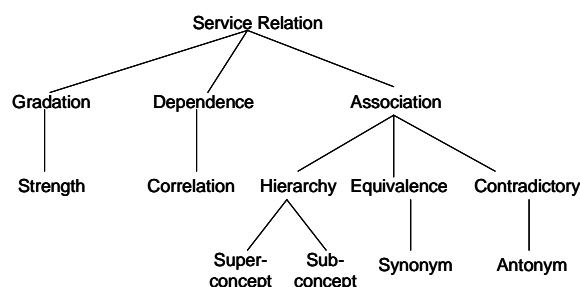 Service Relation
Gradation Dependence Association
Strength Correlation Hierarchy Equivalence Contradictory
Super-
concept
Sub-
concept
Synonym Antonym